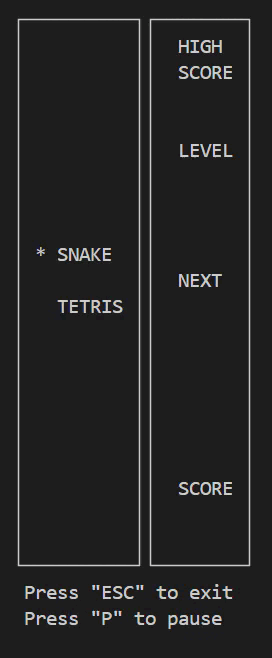 HIGH
SCORE
LEVEL
* SNAKE
NEXT
TETRIS
SCORE
Press "ESC" to exit
Press "P" to pause